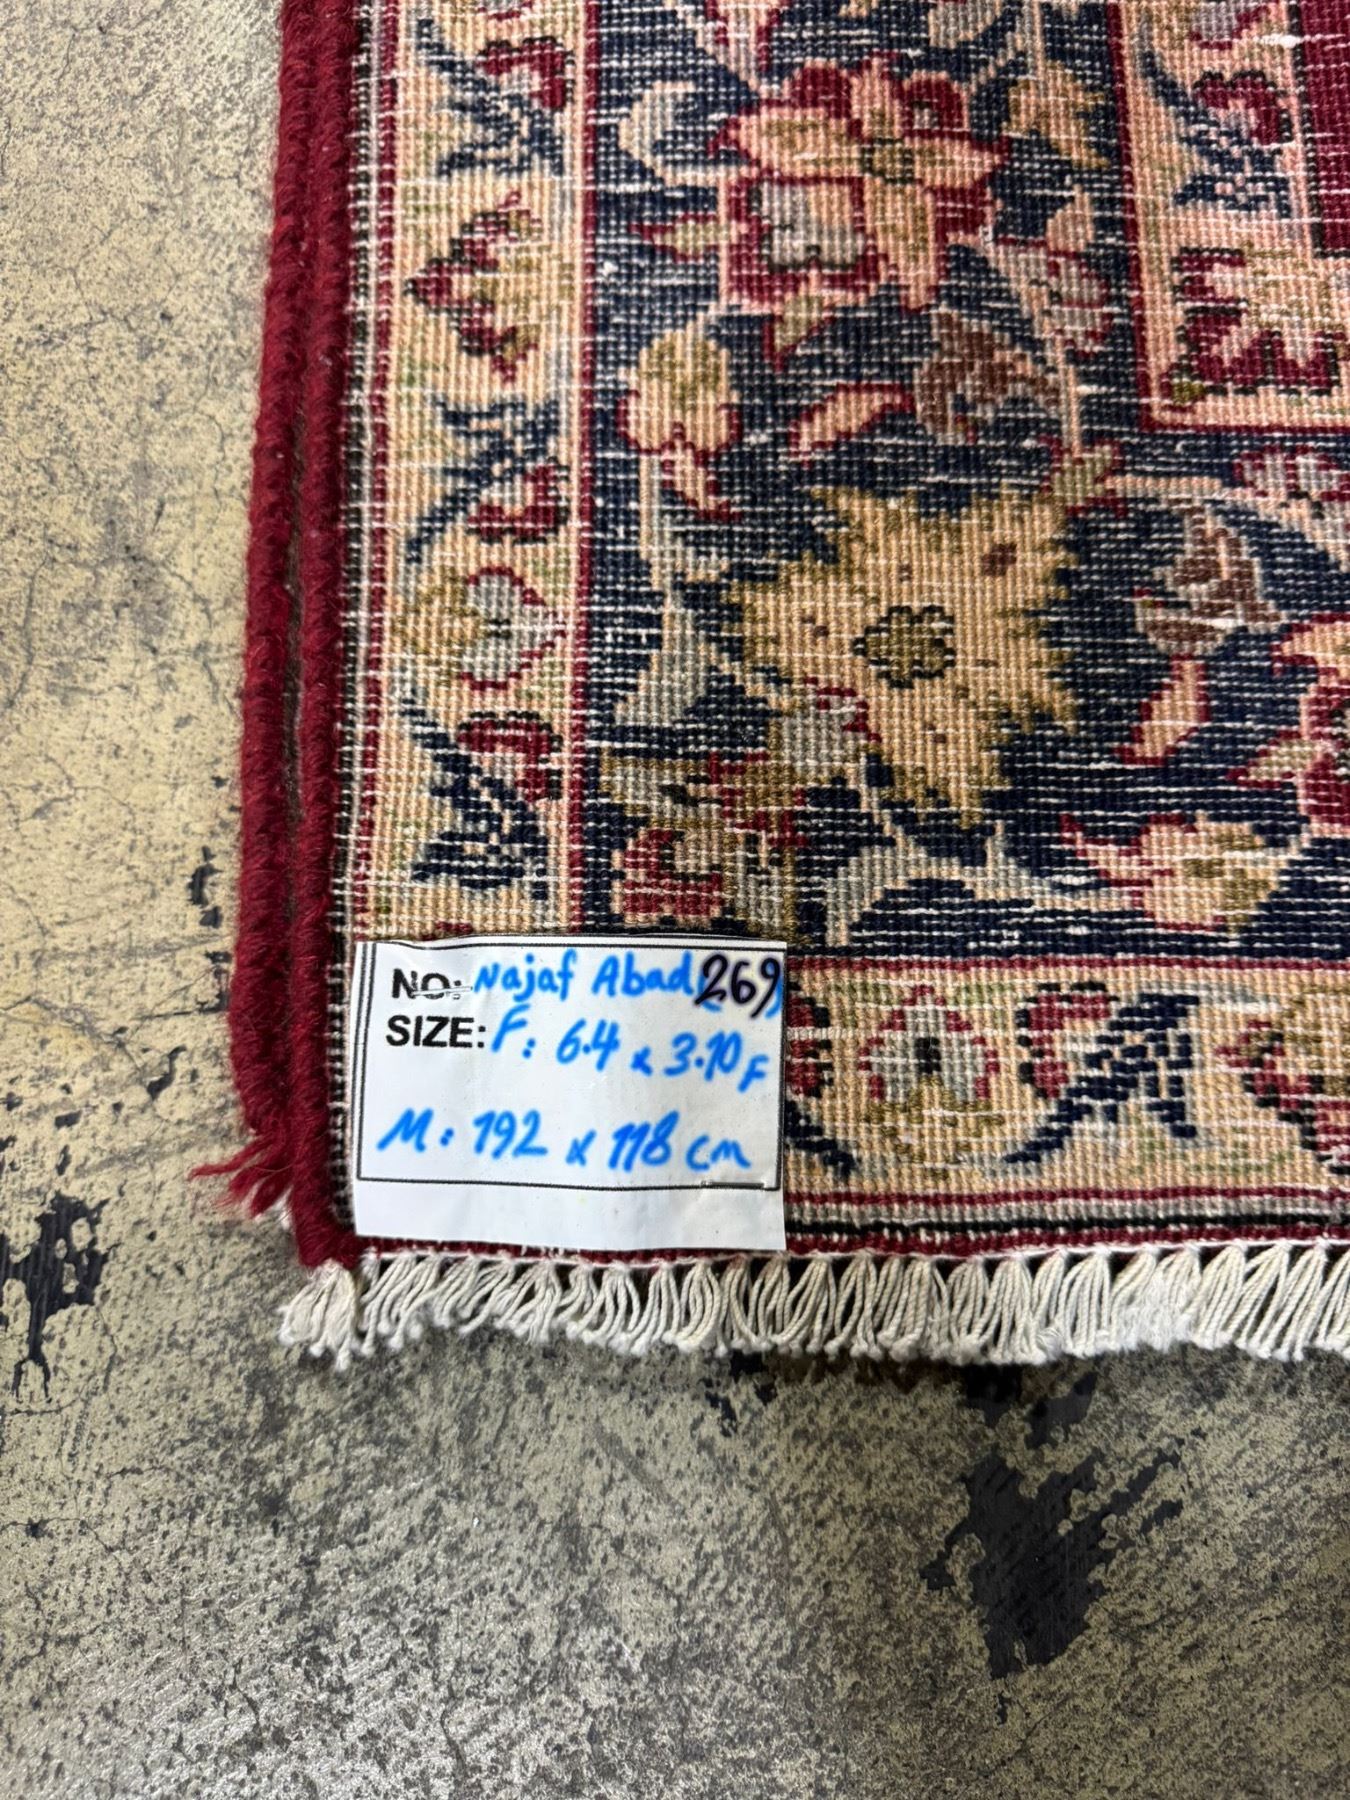 NO: Najaf Abad 269
SIZE: F: 6.4 x 3.10 F
M: 192 x 118 cm